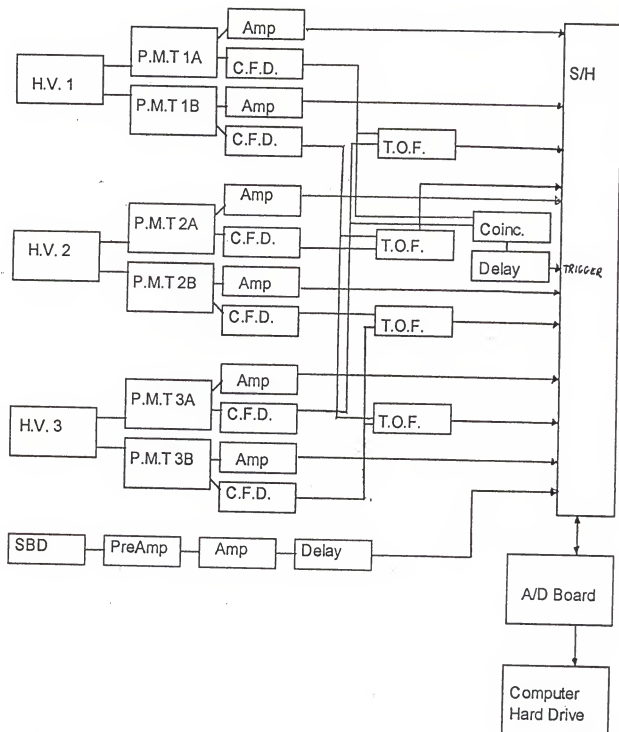 Amp
P.M.T 1A
C.F.D.
H.V. 1
S/H
P.M.T 1B
Amp
C.F.D.
T.O.F.
Amp
P.M.T 2A
C.F.D.
H.V. 2
T.O.F.
Coinc.
Delay
TRIGGER
P.M.T 2B
Amp
C.F.D.
T.O.F.
Amp
P.M.T 3A
C.F.D.
H.V. 3
T.O.F.
P.M.T 3B
Amp
C.F.D.
SBD
PreAmp
Amp
Delay
A/D Board
Computer
Hard Drive